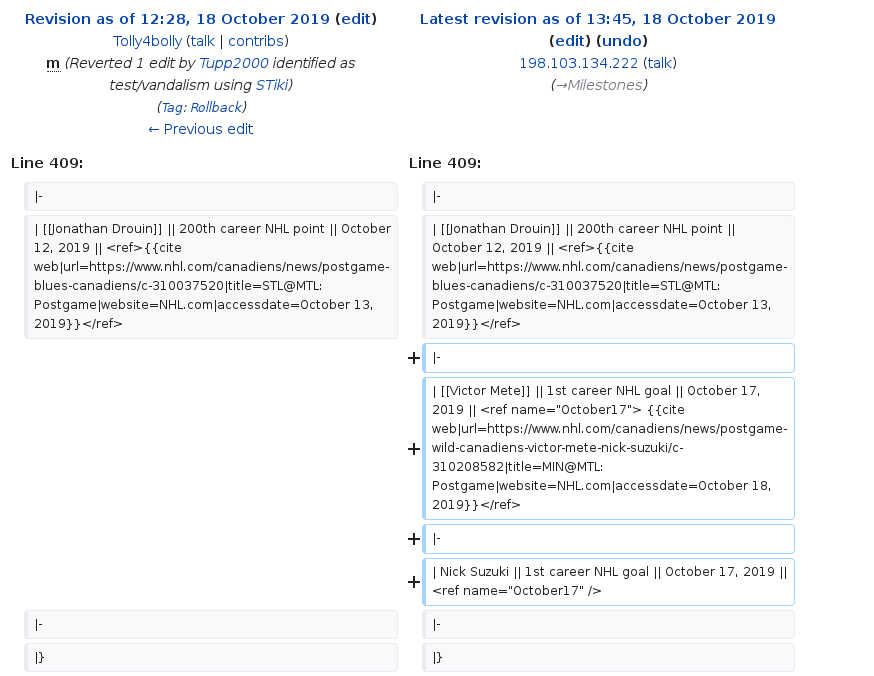 Revision as of 12:28, 18 October 2019 (edit)
Tolly4bolly (talk | contribs)
m (Reverted 1 edit by Tupp2000 identified as
test/vandalism using STiki)
(Tag: Rollback)
← Previous edit
Latest revision as of 13:45, 18 October 2019
(edit) (undo)
198.103.134.222 (talk)
(→Milestones)
Line 409:
Line 409:
|-
|-
| [[Jonathan Drouin]] || 200th career NHL point || October
12, 2019 || <ref>{{cite
web|url=https://www.nhl.com/canadiens/news/postgame-
blues-canadiens/c-310037520|title=STL@MTL:
Postgame|website=NHL.com|accessdate=October 13,
2019}}</ref>
| [[Jonathan Drouin]] || 200th career NHL point ||
October 12, 2019 || <ref>{{cite
web|url=https://www.nhl.com/canadiens/news/postgame-
blues-canadiens/c-310037520|title=STL@MTL:
Postgame|website=NHL.com|accessdate=October 13,
2019}}</ref>
+ |-
+ | [[Victor Mete]] || 1st career NHL goal || October 17,
2019 || <ref name="October17"> {{cite
web|url=https://www.nhl.com/canadiens/news/postgame-
wild-canadiens-victor-mete-nick-suzuki/c-
310208582|title=MIN@MTL:
Postgame|website=NHL.com|accessdate=October 18,
2019}}</ref>
+ |-
+ | Nick Suzuki || 1st career NHL goal || October 17, 2019 ||
<ref name="October17" />
|-
|-
|}
|}